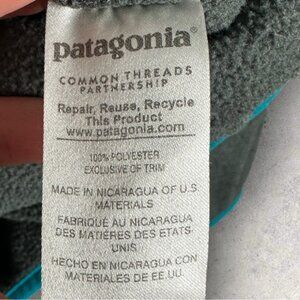 patagonia®
COMMON THREADS
PARTNERSHIP
Repair, Reuse, Recycle
This Product
www.patagonia.com
100% POLYESTER
EXCLUSIVE OF TRIM
MADE IN NICARAGUA OF U.S
MATERIALS
FABRIQUÉ AU NICARAGUA
DES MATIÈRES DES ETATS
UNIS
HECHO EN NICARAGUA CON
MATERIALES DE EE.UU.